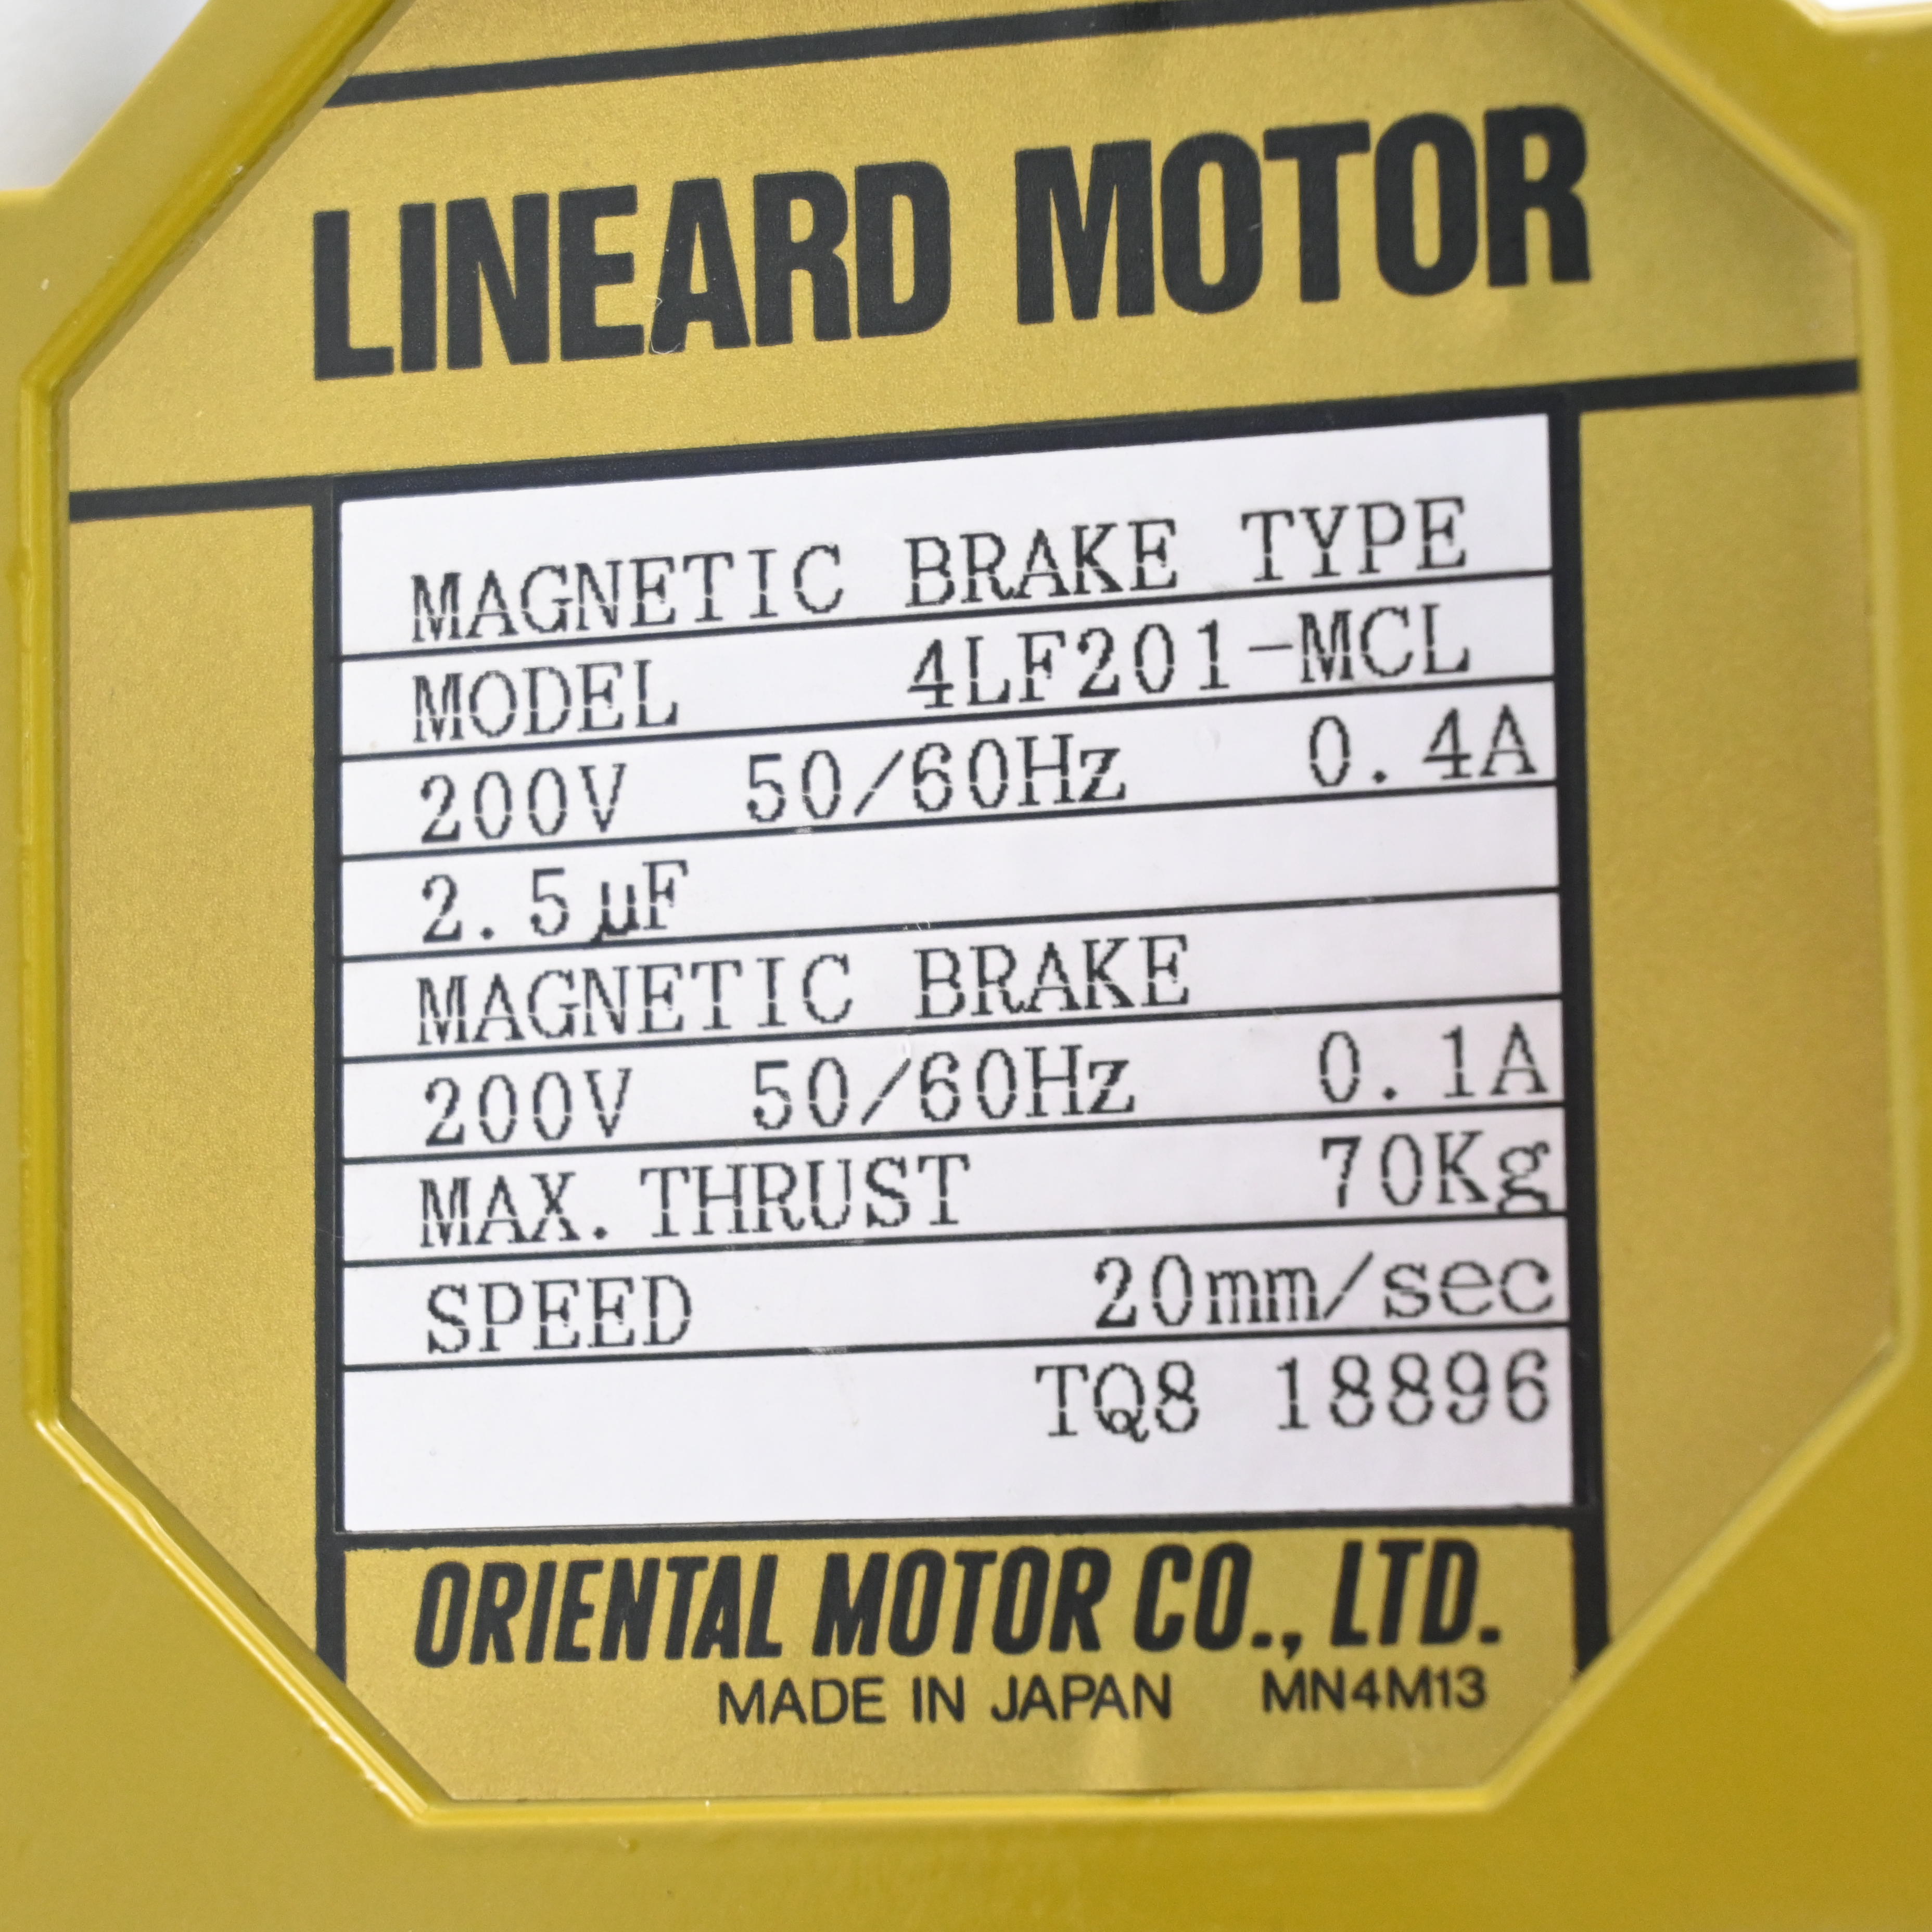 LINEARD MOTOR
MAGNETIC BRAKE TYPE
MODEL 4LF201-MCL
200V 50/60Hz 0.4A
2.5μF
MAGNETIC BRAKE
200V 50/60Hz 0.1A
MAX. THRUST 70Kg
SPEED 20mm/sec
TQ8 18896
ORIENTAL MOTOR CO., LTD.
MADE IN JAPAN MN4M13